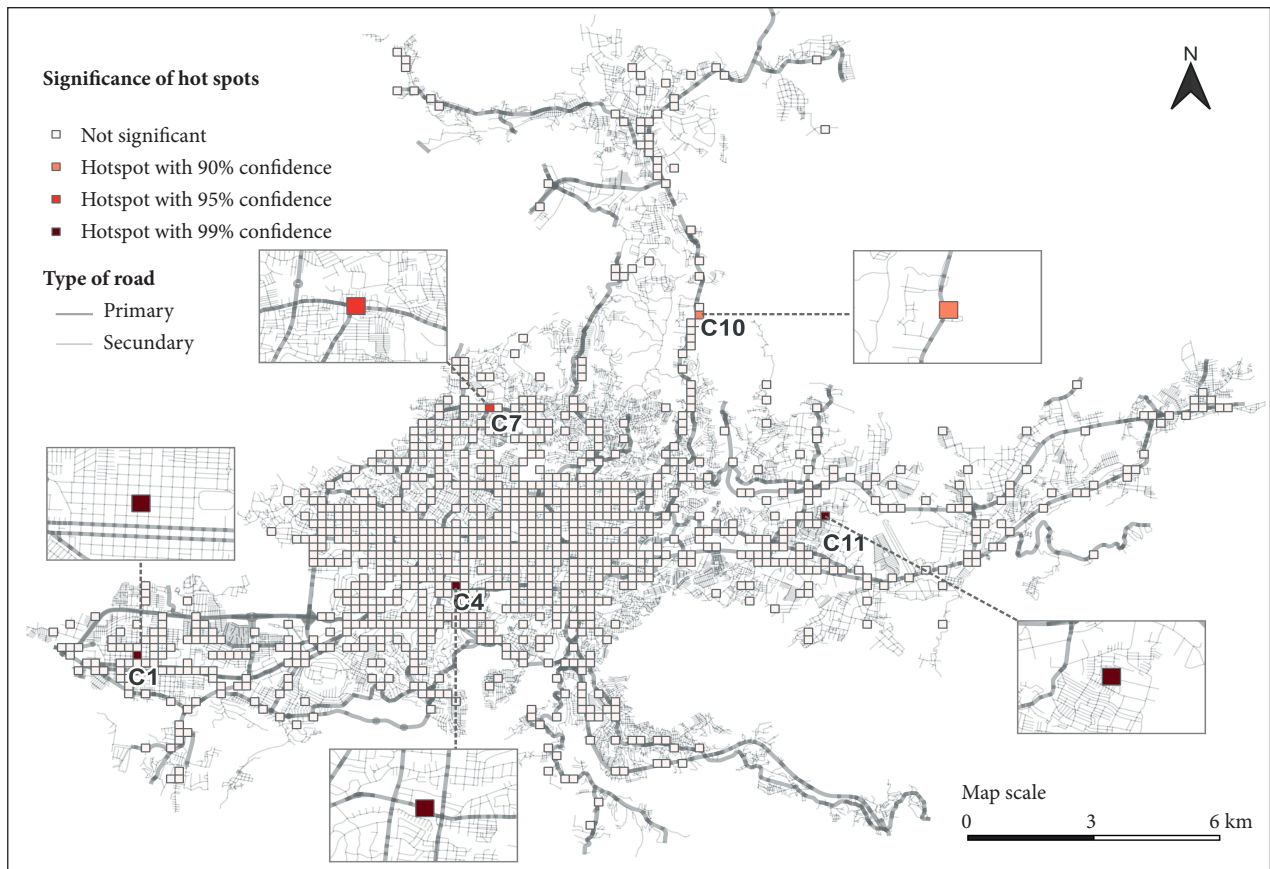 Significance of hot spots
Not significant
Hotspot with 90% confidence
Hotspot with 95% confidence
Hotspot with 99% confidence
Type of road
Primary
Secundary
N
C10
C7
C11
C4
C1
Map scale
0 3 6 km